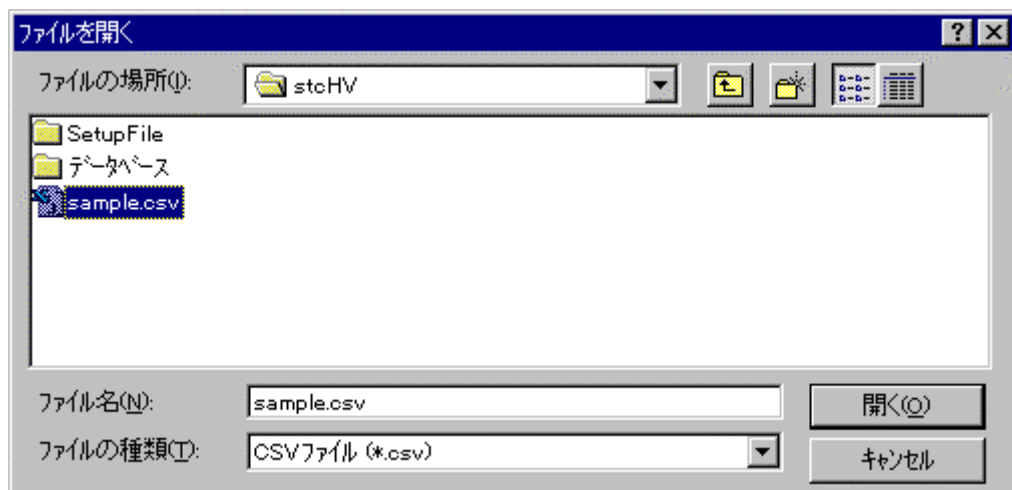 ファイルを開く
ファイルの場所(I):
stcHV
SetupFile
データベース
sample.csv
ファイル名(N):
sample.csv
開く(O)
ファイルの種類(T):
CSVファイル (*.csv)
キャンセル